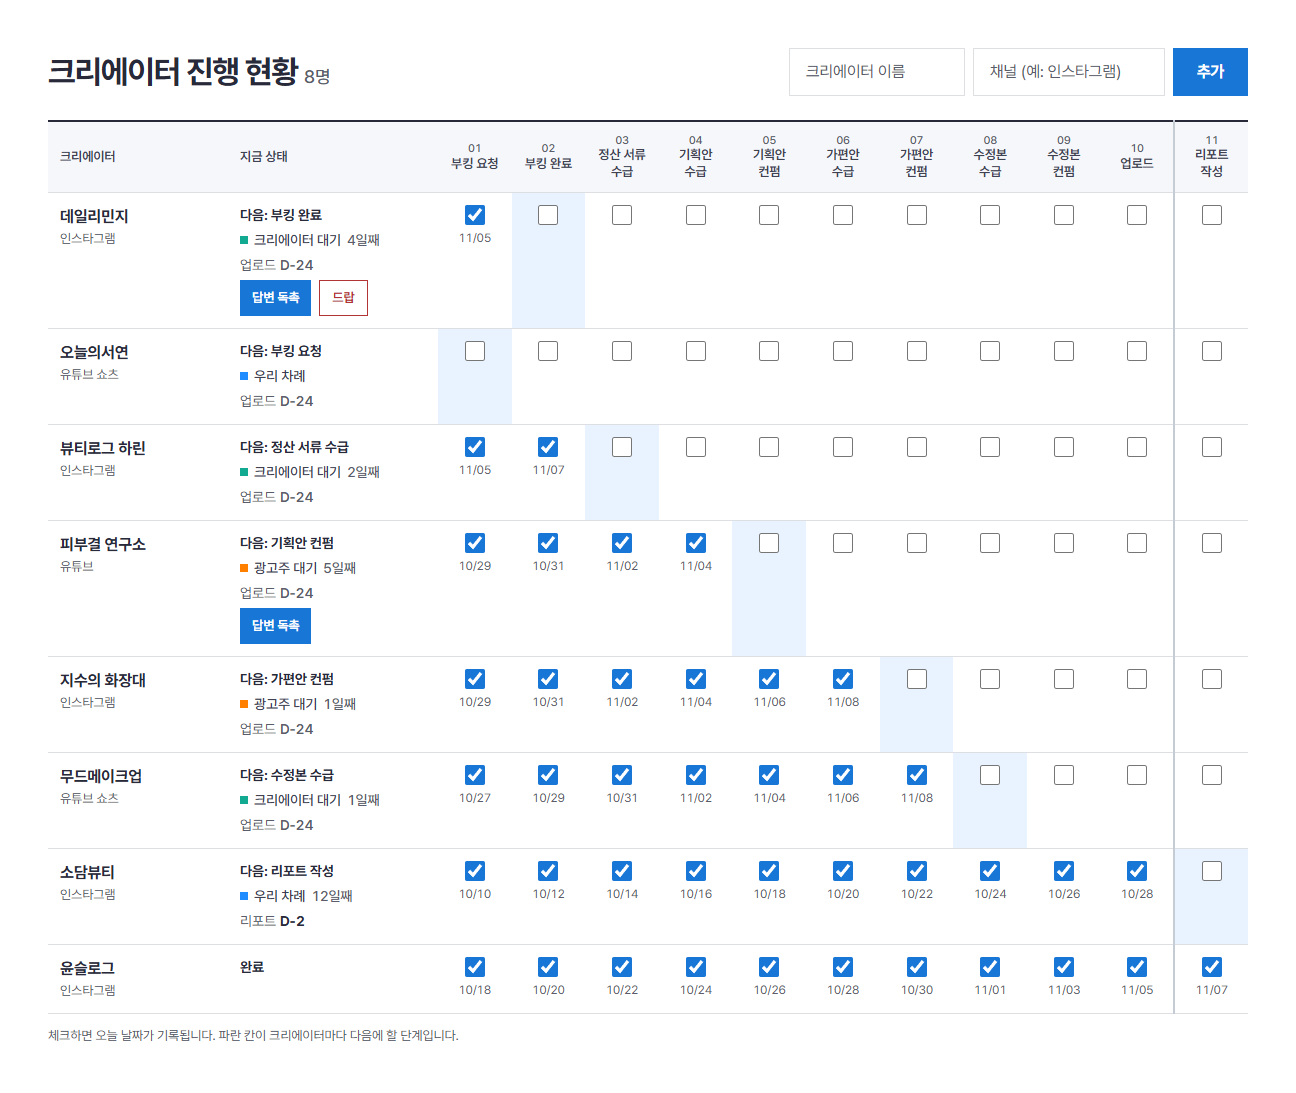 크리에이터 진행 현황 8명
크리에이터 이름
채널 (예: 인스타그램)
추가
크리에이터
지금 상태
01
부킹 요청
02
부킹 완료
03
정산 서류
수급
04
기획안
수급
05
기획안
컨펌
06
가편안
수급
07
가편안
컨펌
08
수정본
수급
09
수정본
컨펌
10
업로드
11
리포트
작성
데일리민지
인스타그램
다음: 부킹 완료
크리에이터 대기 4일째
업로드 D-24
답변 독촉 드랍
11/05
오늘의서연
유튜브 쇼츠
다음: 부킹 요청
우리 차례
업로드 D-24
뷰티로그 하린
인스타그램
다음: 정산 서류 수급
크리에이터 대기 2일째
업로드 D-24
11/05 11/07
피부결 연구소
유튜브
다음: 기획안 컨펌
광고주 대기 5일째
업로드 D-24
답변 독촉
10/29 10/31 11/02 11/04
지수의 화장대
인스타그램
다음: 가편안 컨펌
광고주 대기 1일째
업로드 D-24
10/29 10/31 11/02 11/04 11/06 11/08
무드메이크업
유튜브 쇼츠
다음: 수정본 수급
크리에이터 대기 1일째
업로드 D-24
10/27 10/29 10/31 11/02 11/04 11/06 11/08
소담뷰티
인스타그램
다음: 리포트 작성
우리 차례 12일째
리포트 D-2
10/10 10/12 10/14 10/16 10/18 10/20 10/22 10/24 10/26 10/28
윤슬로그
인스타그램
완료
10/18 10/20 10/22 10/24 10/26 10/28 10/30 11/01 11/03 11/05 11/07
체크하면 오늘 날짜가 기록됩니다. 파란 칸이 크리에이터마다 다음에 할 단계입니다.